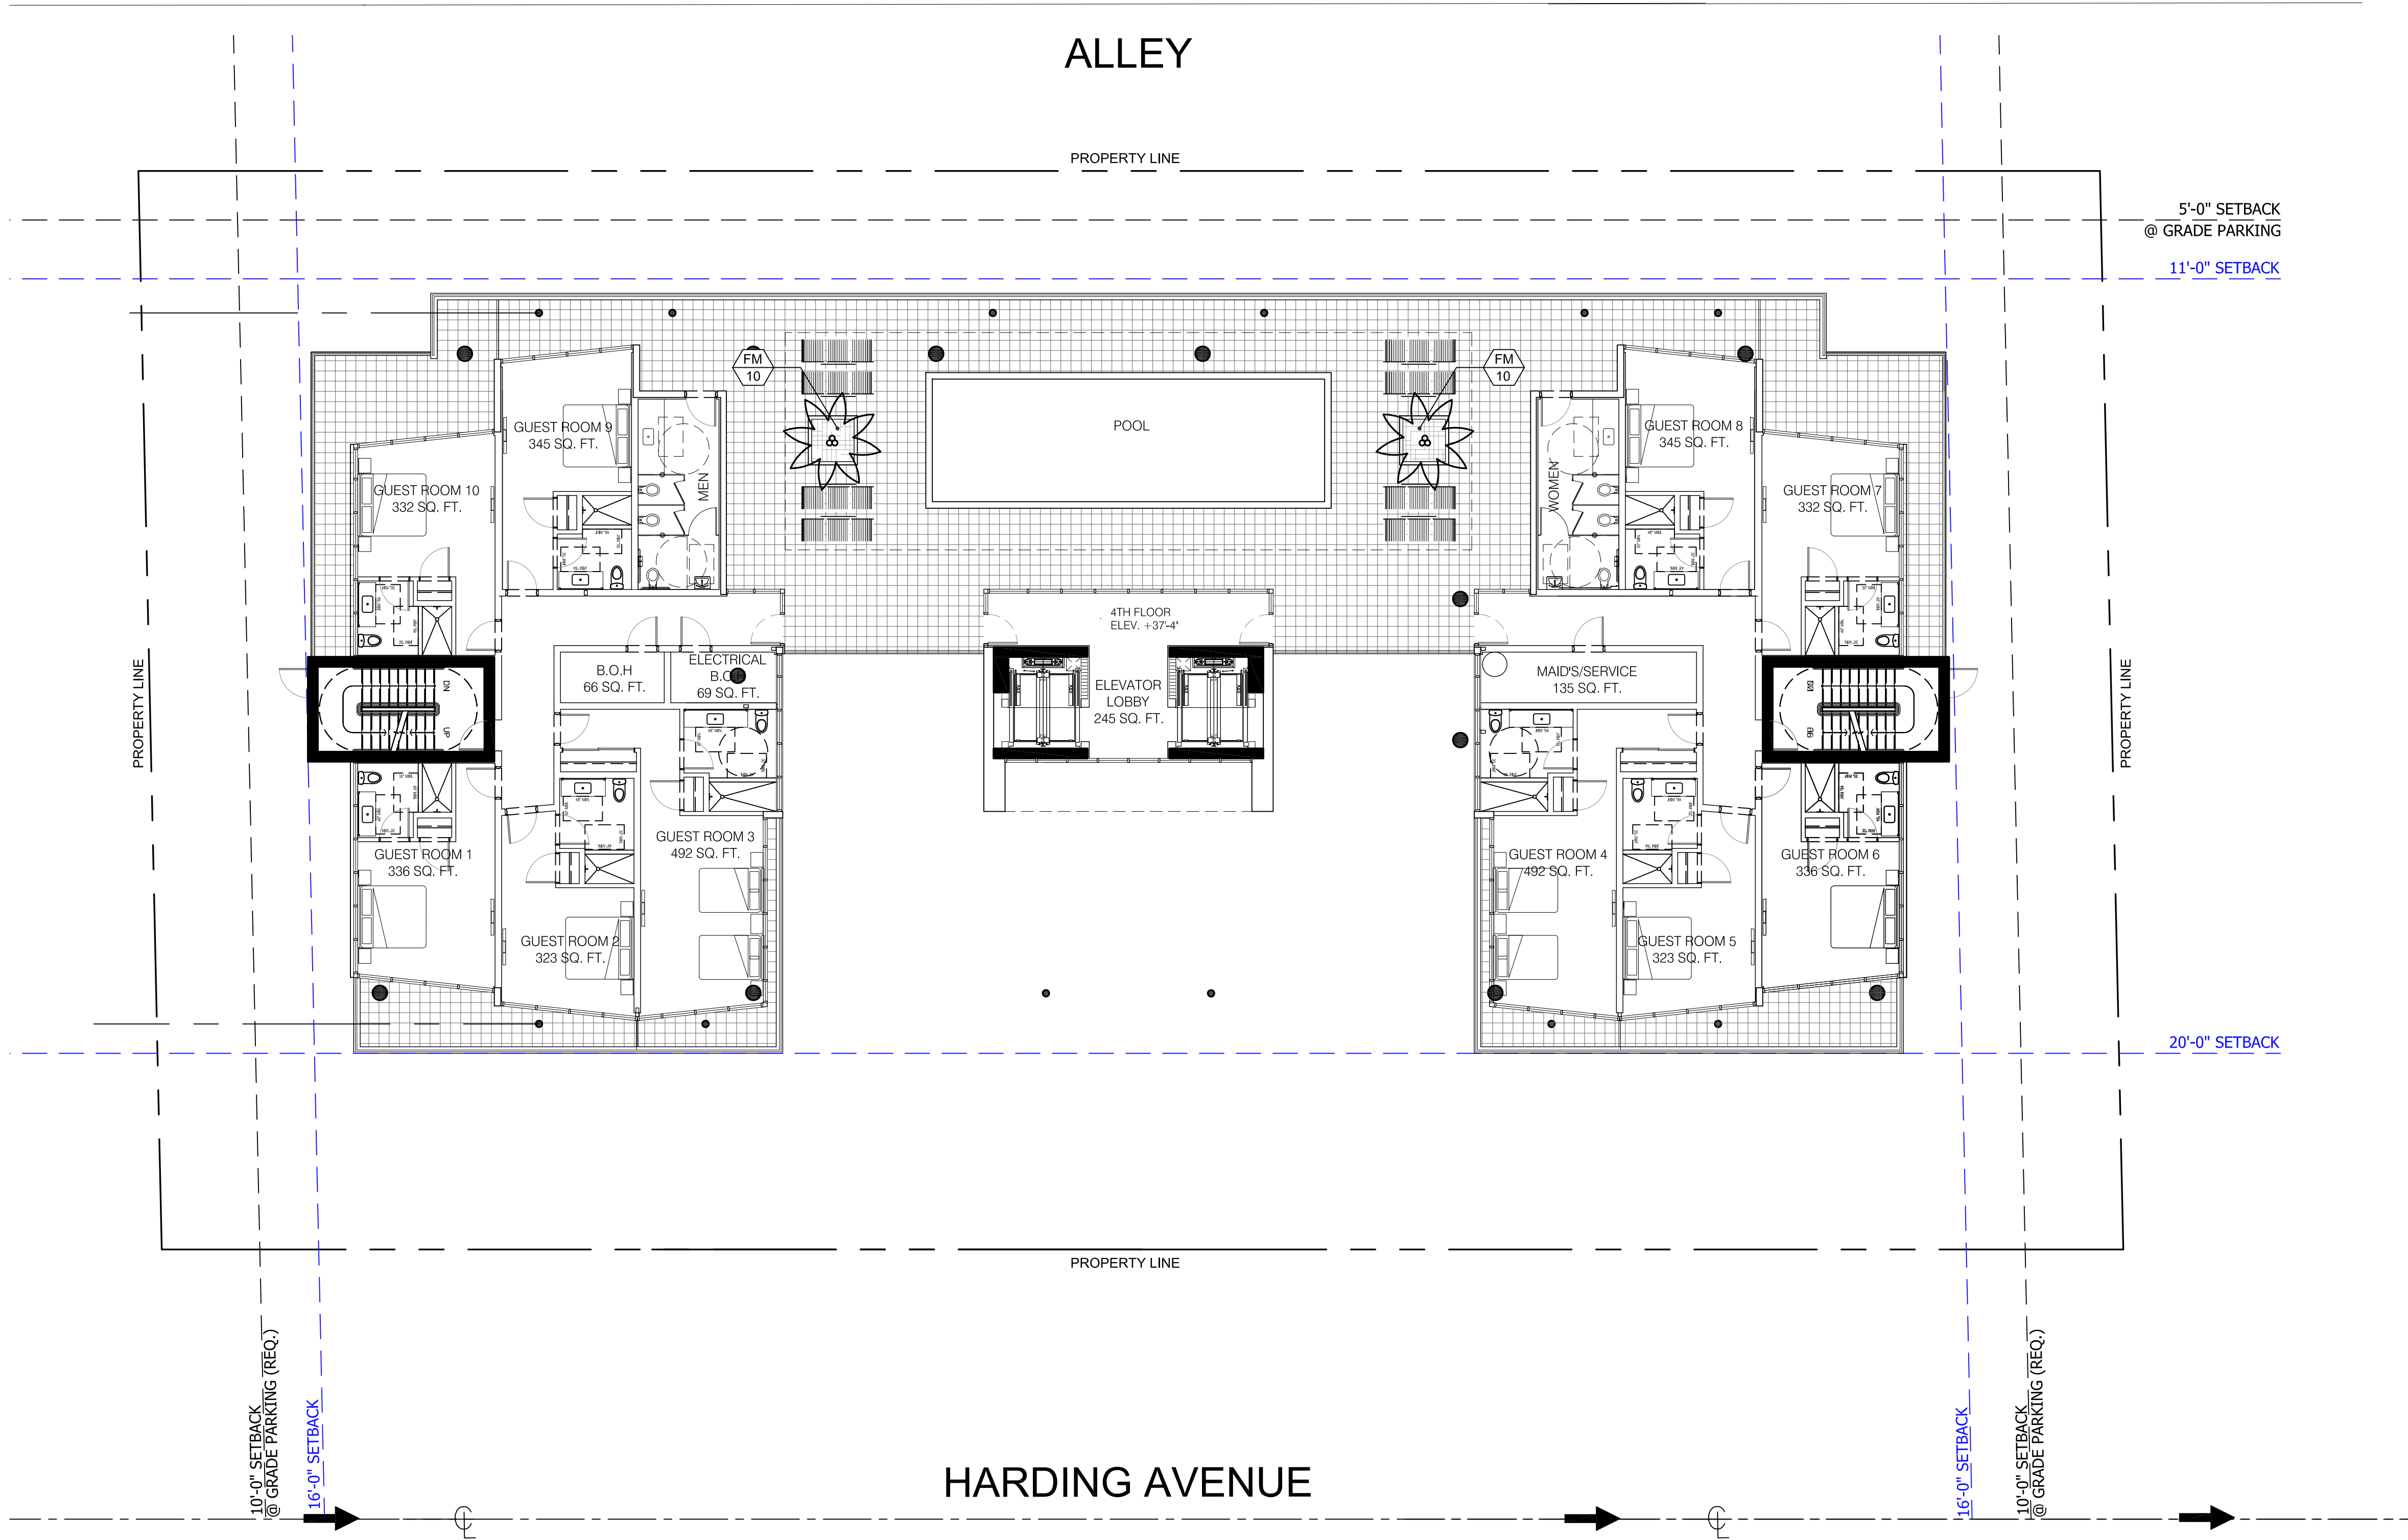 ALLEY
PROPERTY LINE
5'-0" SETBACK
@ GRADE PARKING
11'-0" SETBACK
FM
10
FM
10
POOL
GUEST ROOM 9
345 SQ. FT.
GUEST ROOM 8
345 SQ. FT.
MEN
WOMEN
GUEST ROOM 10
332 SQ. FT.
GUEST ROOM 7
332 SQ. FT.
4TH FLOOR
ELEV. +37'-4"
B.O.H
66 SQ. FT.
ELECTRICAL
69 SQ. FT.
ELEVATOR
LOBBY
245 SQ. FT.
MAID'S/SERVICE
135 SQ. FT.
DN
UP
PROPERTY LINE
PROPERTY LINE
GUEST ROOM 1
336 SQ. FT.
GUEST ROOM 3
492 SQ. FT.
GUEST ROOM 4
492 SQ. FT.
GUEST ROOM 6
336 SQ. FT.
GUEST ROOM 2
323 SQ. FT.
GUEST ROOM 5
323 SQ. FT.
20'-0" SETBACK
PROPERTY LINE
10'-0" SETBACK
@ GRADE PARKING (REQ.)
16'-0" SETBACK
16'-0" SETBACK
10'-0" SETBACK
@ GRADE PARKING (REQ.)
HARDING AVENUE